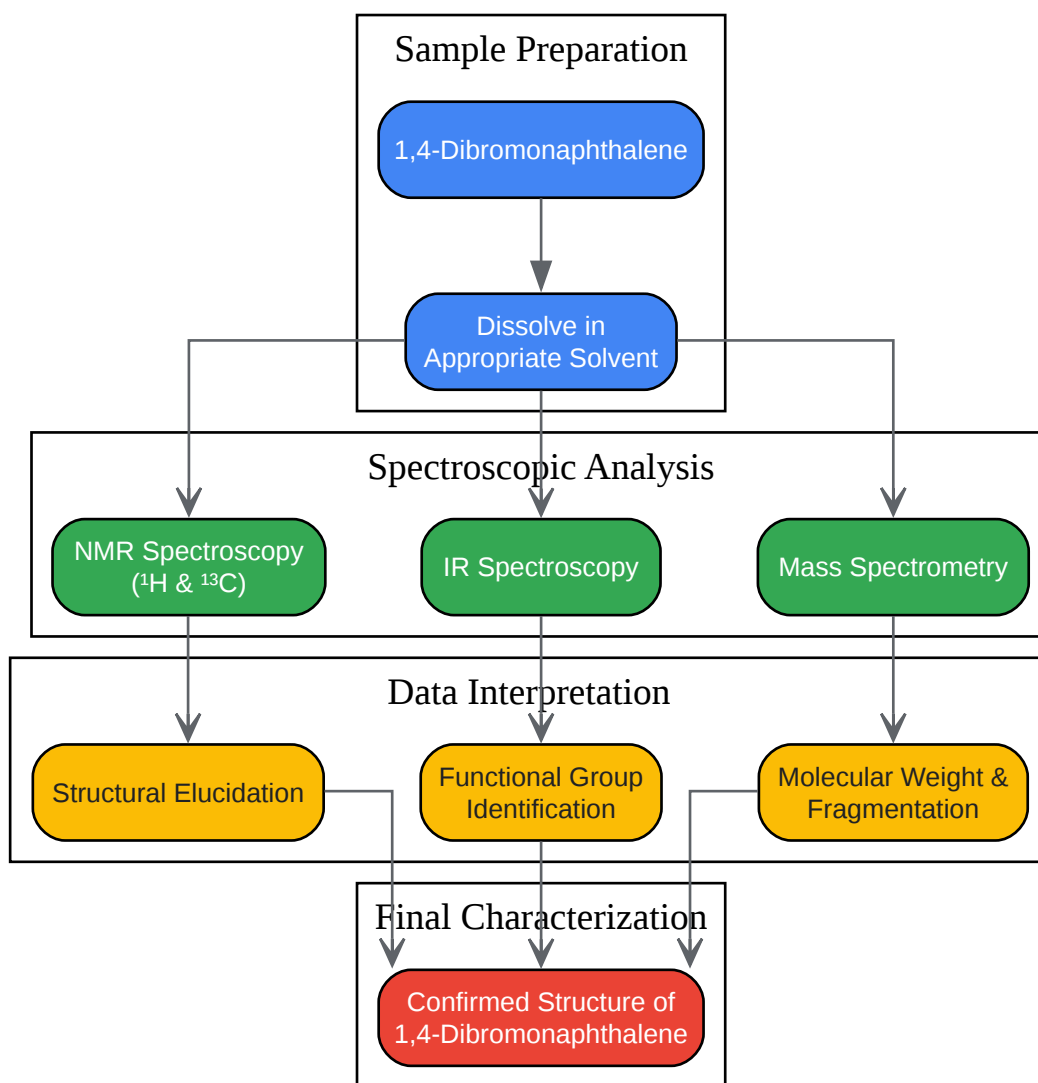 Sample Preparation
1,4-Dibromonaphthalene
Dissolve in
Appropriate Solvent
Spectroscopic Analysis
NMR Spectroscopy
(¹H & ¹³C)
IR Spectroscopy
Mass Spectrometry
Data Interpretation
Structural Elucidation
Functional Group
Identification
Molecular Weight &
Fragmentation
Final Characterization
Confirmed Structure of
1,4-Dibromonaphthalene